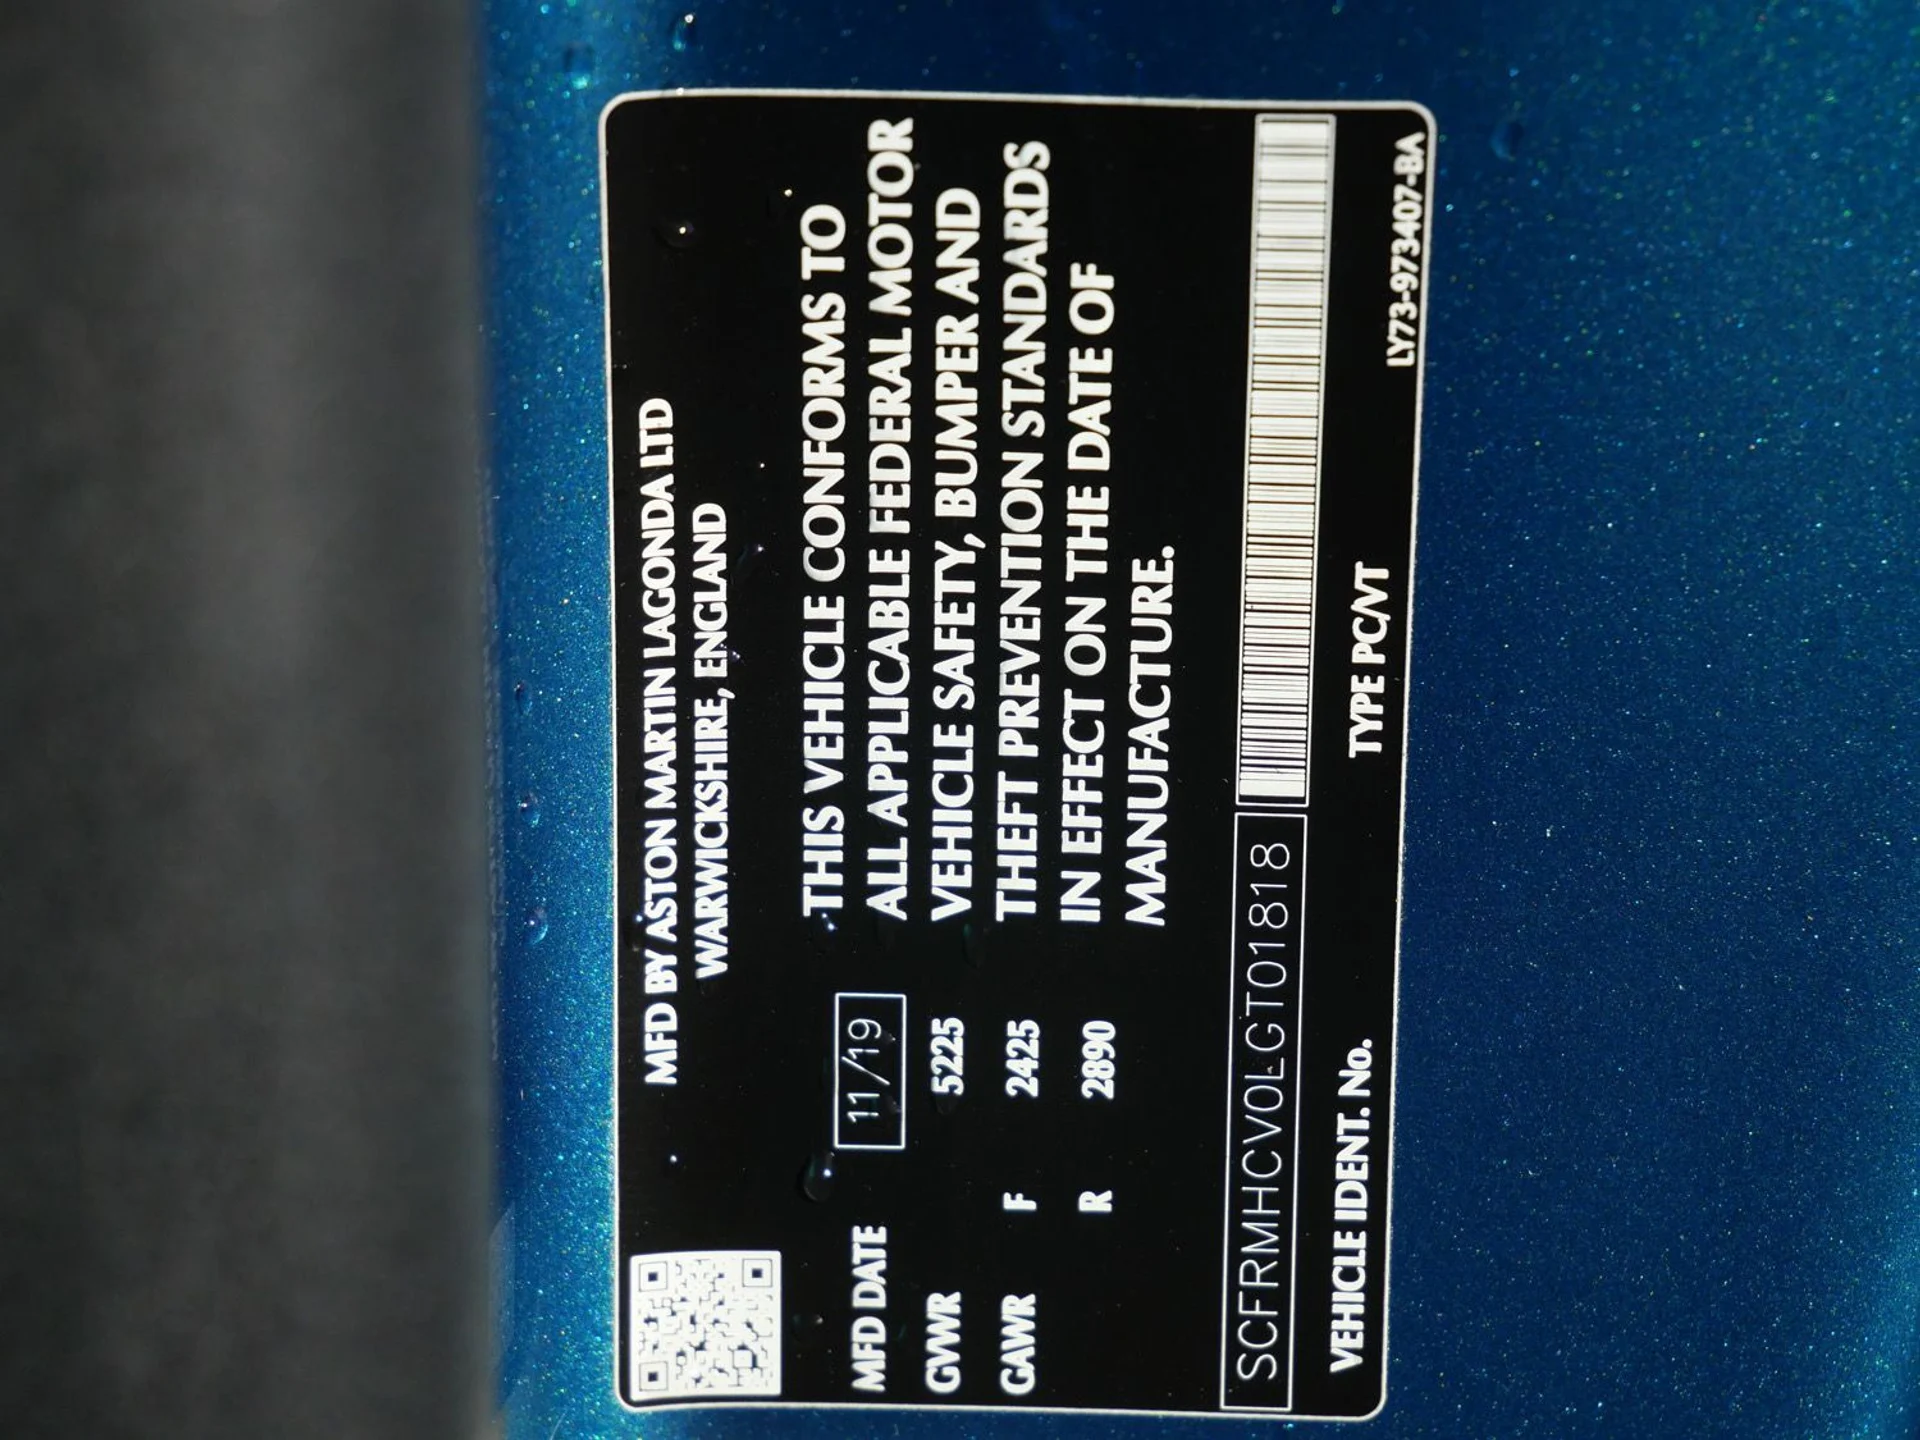 MFD BY ASTON MARTIN LAGONDA LTD
WARWICKSHIRE, ENGLAND
MFD DATE 11/19
GVWR 5225
GAWR F 2425
R 2890
THIS VEHICLE CONFORMS TO
ALL APPLICABLE FEDERAL MOTOR
VEHICLE SAFETY, BUMPER AND
THEFT PREVENTION STANDARDS
IN EFFECT ON THE DATE OF
MANUFACTURE.
SCFRMHCV0LGT01818
VEHICLE IDENT. No. TYPE PC/VT
LY73-973407-BA